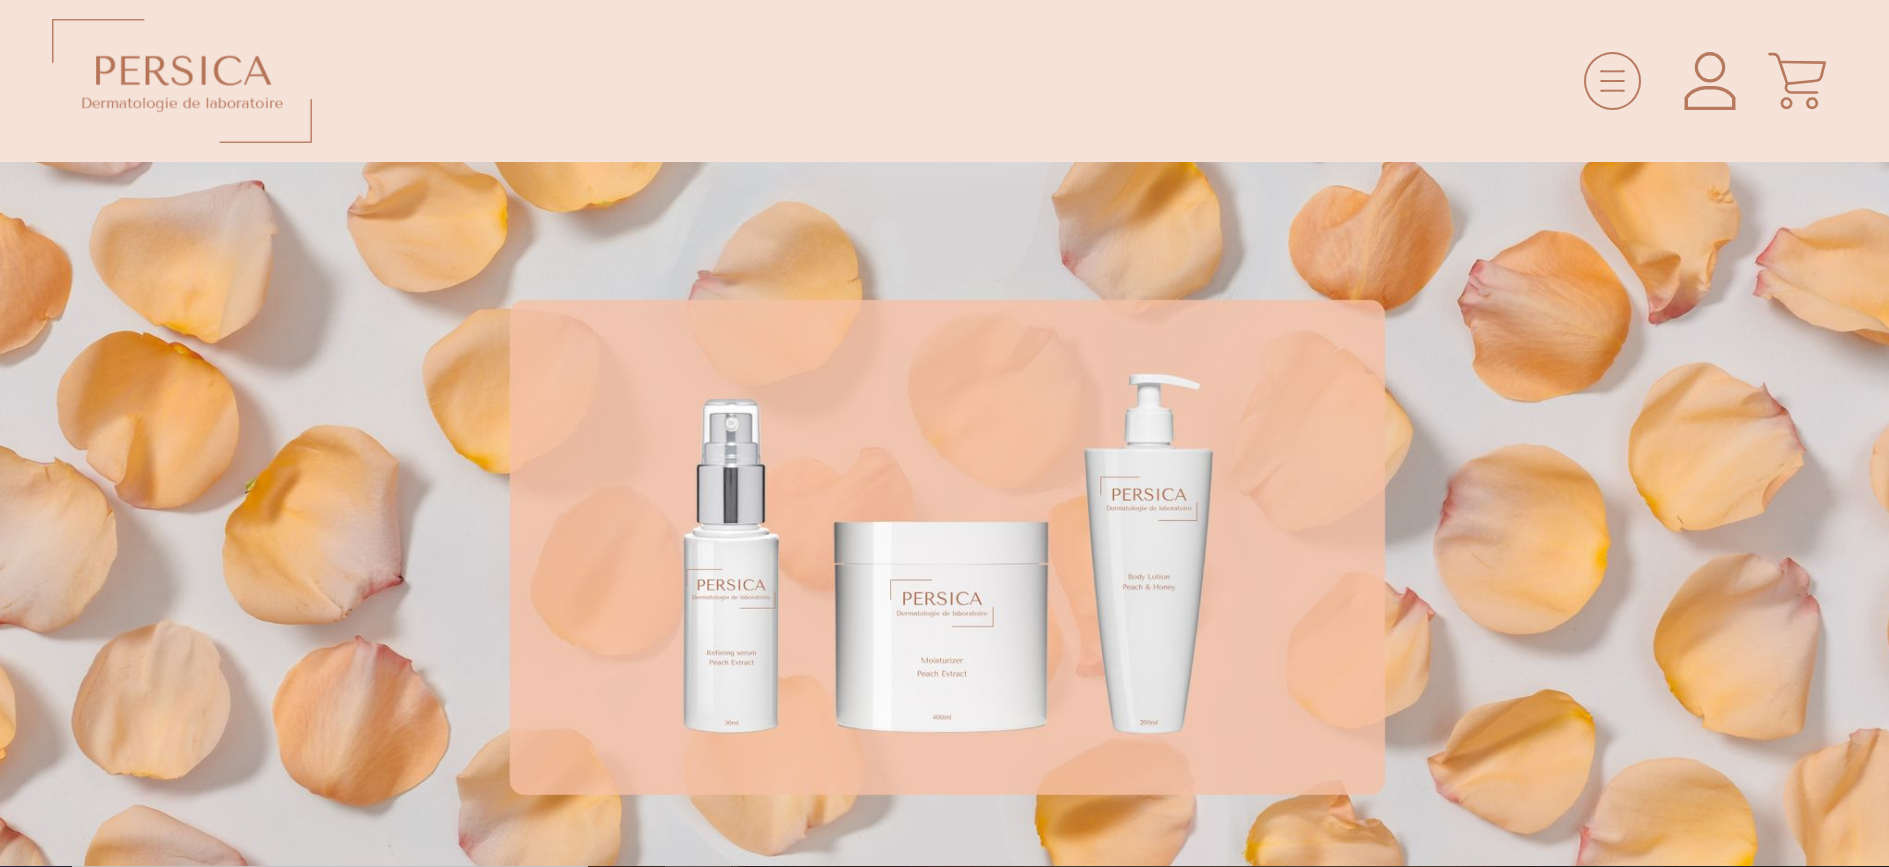 PERSICA
Dermatologie de laboratoire
PERSICA
Dermatologie de laboratoire
Refining serum
Peach Extract
30ml
PERSICA
Dermatologie de laboratoire
Moisturizer
Peach Extract
400ml
PERSICA
Dermatologie de laboratoire
Body Lotion
Peach & Honey
200ml